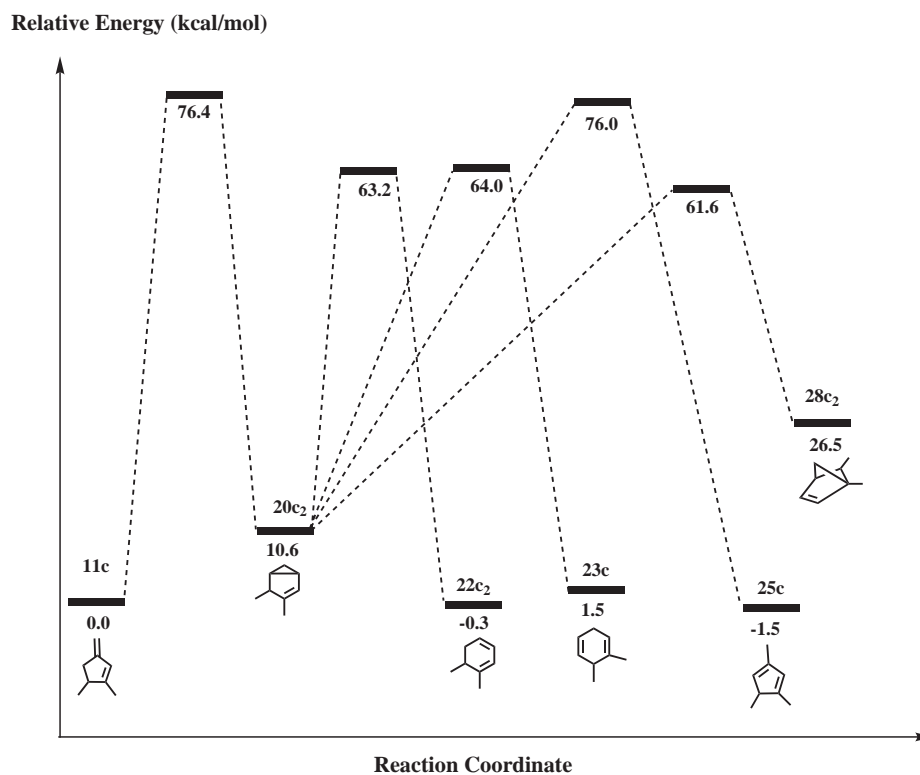 Relative Energy (kcal/mol)
76.4
76.0
63.2
64.0
61.6
28c₂
26.5
20c₂
10.6
11c
0.0
22c₂
-0.3
23c
1.5
25c
-1.5
Reaction Coordinate